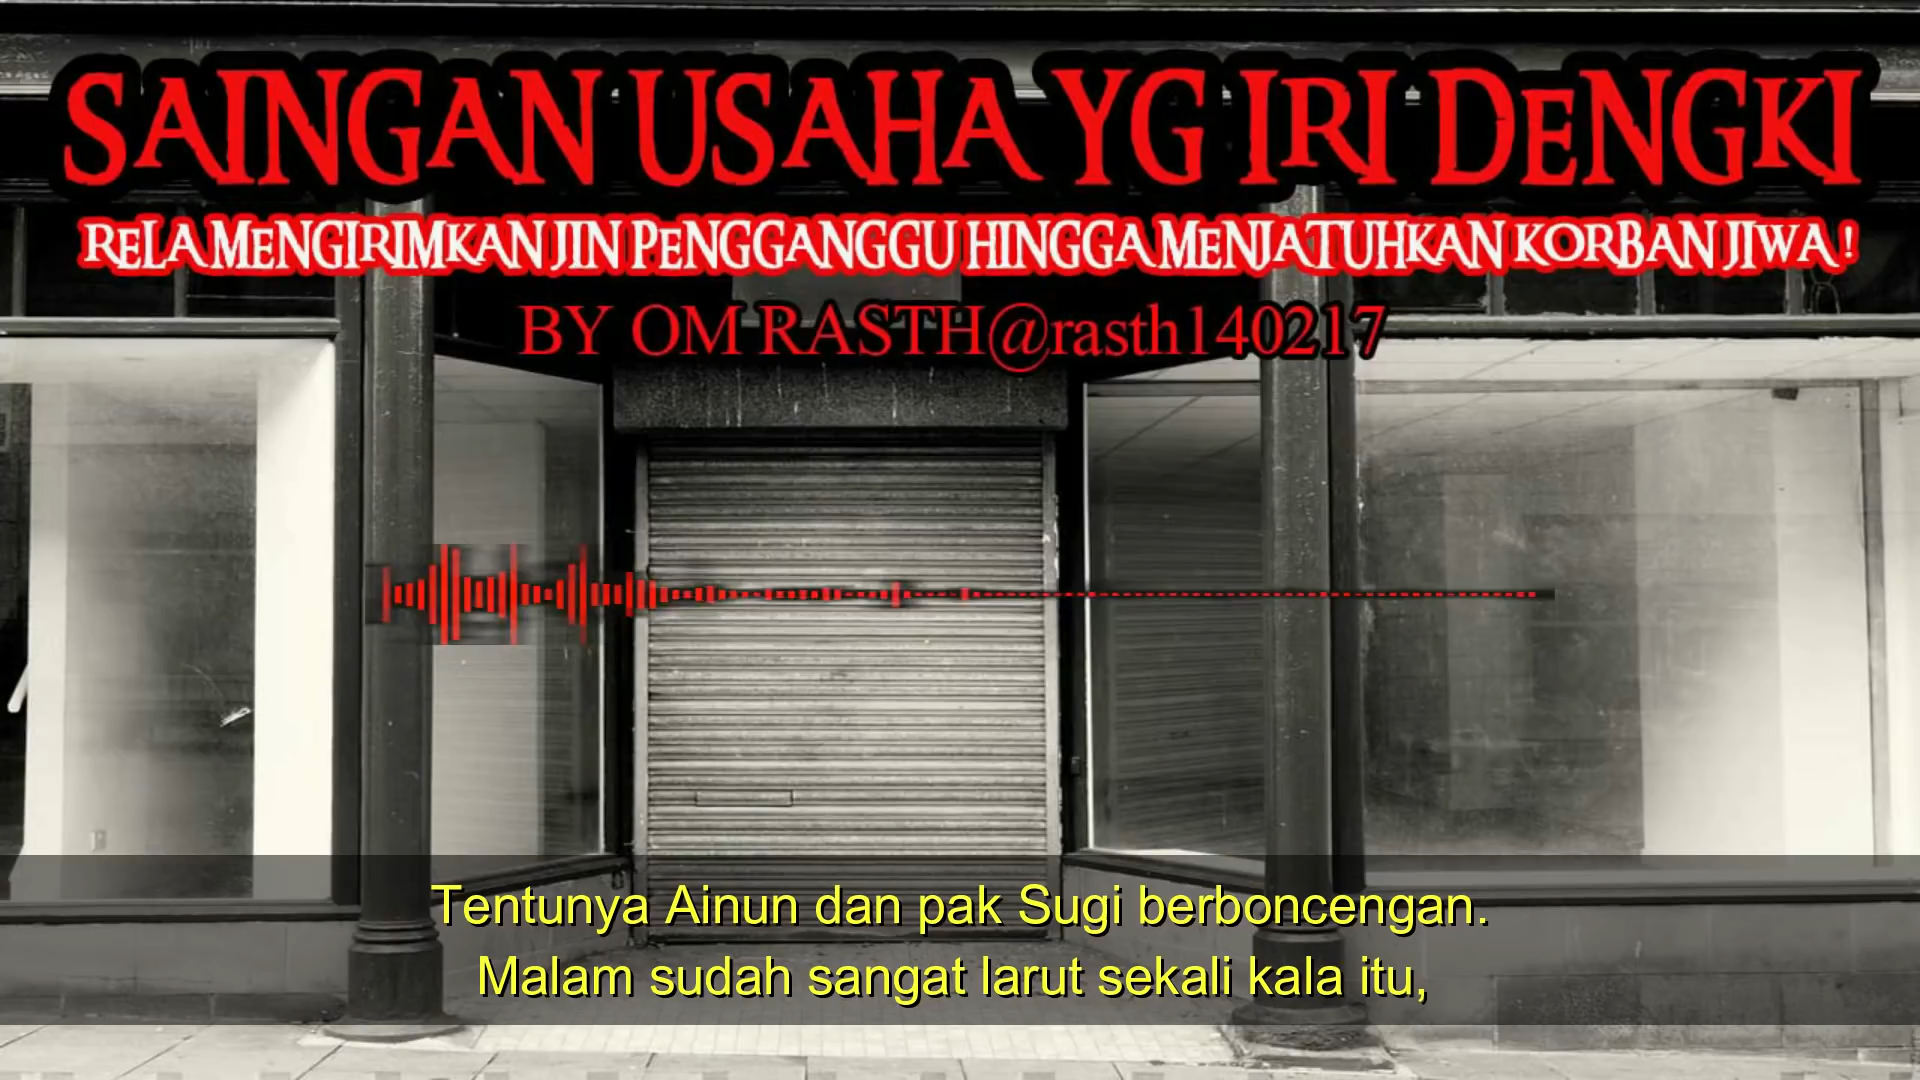 SAINGAN USAHA YG IRI DENGKI
RELA MENGIRIMKAN JIN PENGGANGGU HINGGA MENJATUHKAN KORBAN JIWA !
BY OM RASTH@rasth140217
Tentunya Ainun dan pak Sugi berboncengan.
Malam sudah sangat larut sekali kala itu,